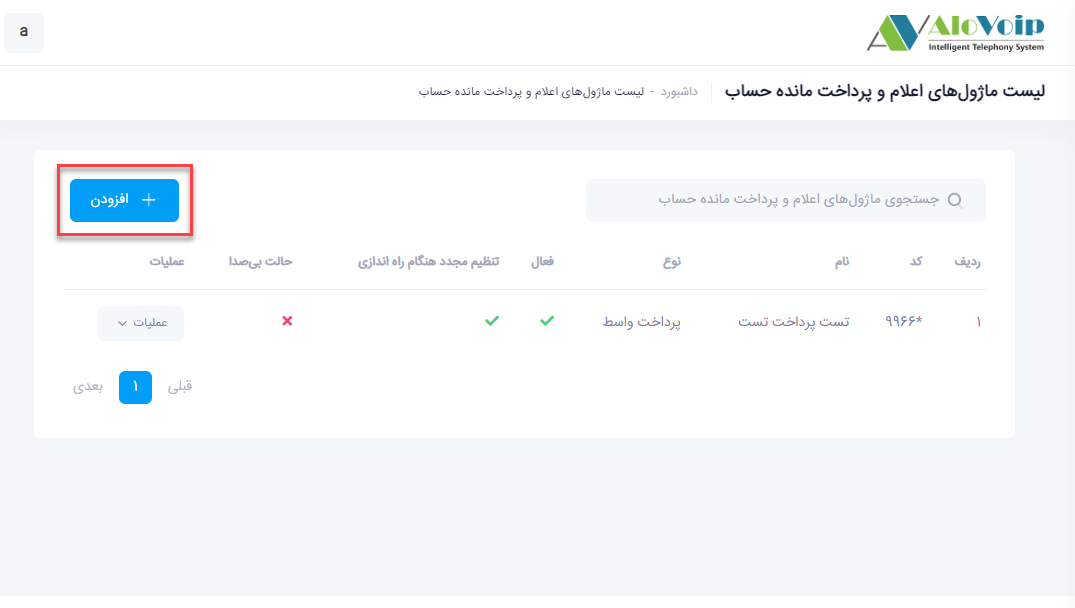 AloVoip
Intelligent Telephony System
a
لیست ماژول‌های اعلام و پرداخت مانده حساب
داشبورد - لیست ماژول‌های اعلام و پرداخت مانده حساب
جستجوی ماژول‌های اعلام و پرداخت مانده حساب
افزودن
ردیف کد نام نوع فعال تنظیم مجدد هنگام راه اندازی حالت بی‌صدا عملیات
۱ *۹۹۶۶ تست پرداخت تست پرداخت واسط عملیات
قبلی ۱ بعدی